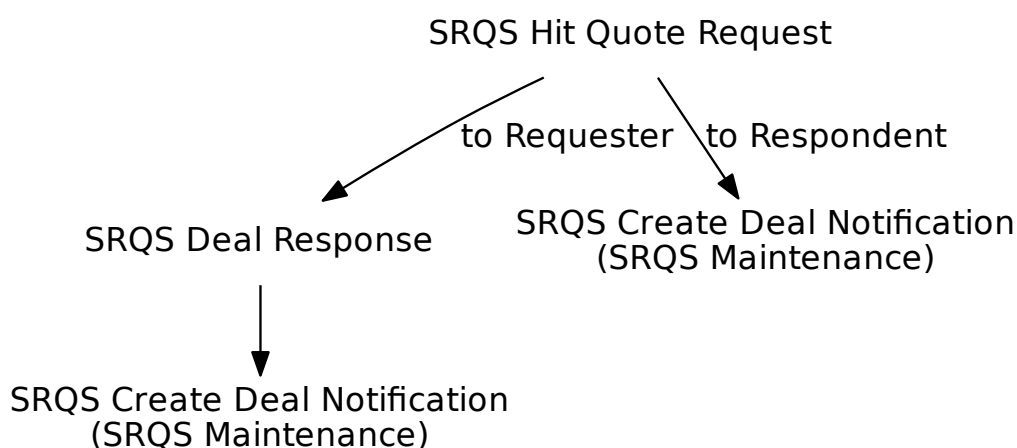 SRQS Hit Quote Request
to Requester
to Respondent
SRQS Deal Response
SRQS Create Deal Notification
(SRQS Maintenance)
SRQS Create Deal Notification
(SRQS Maintenance)